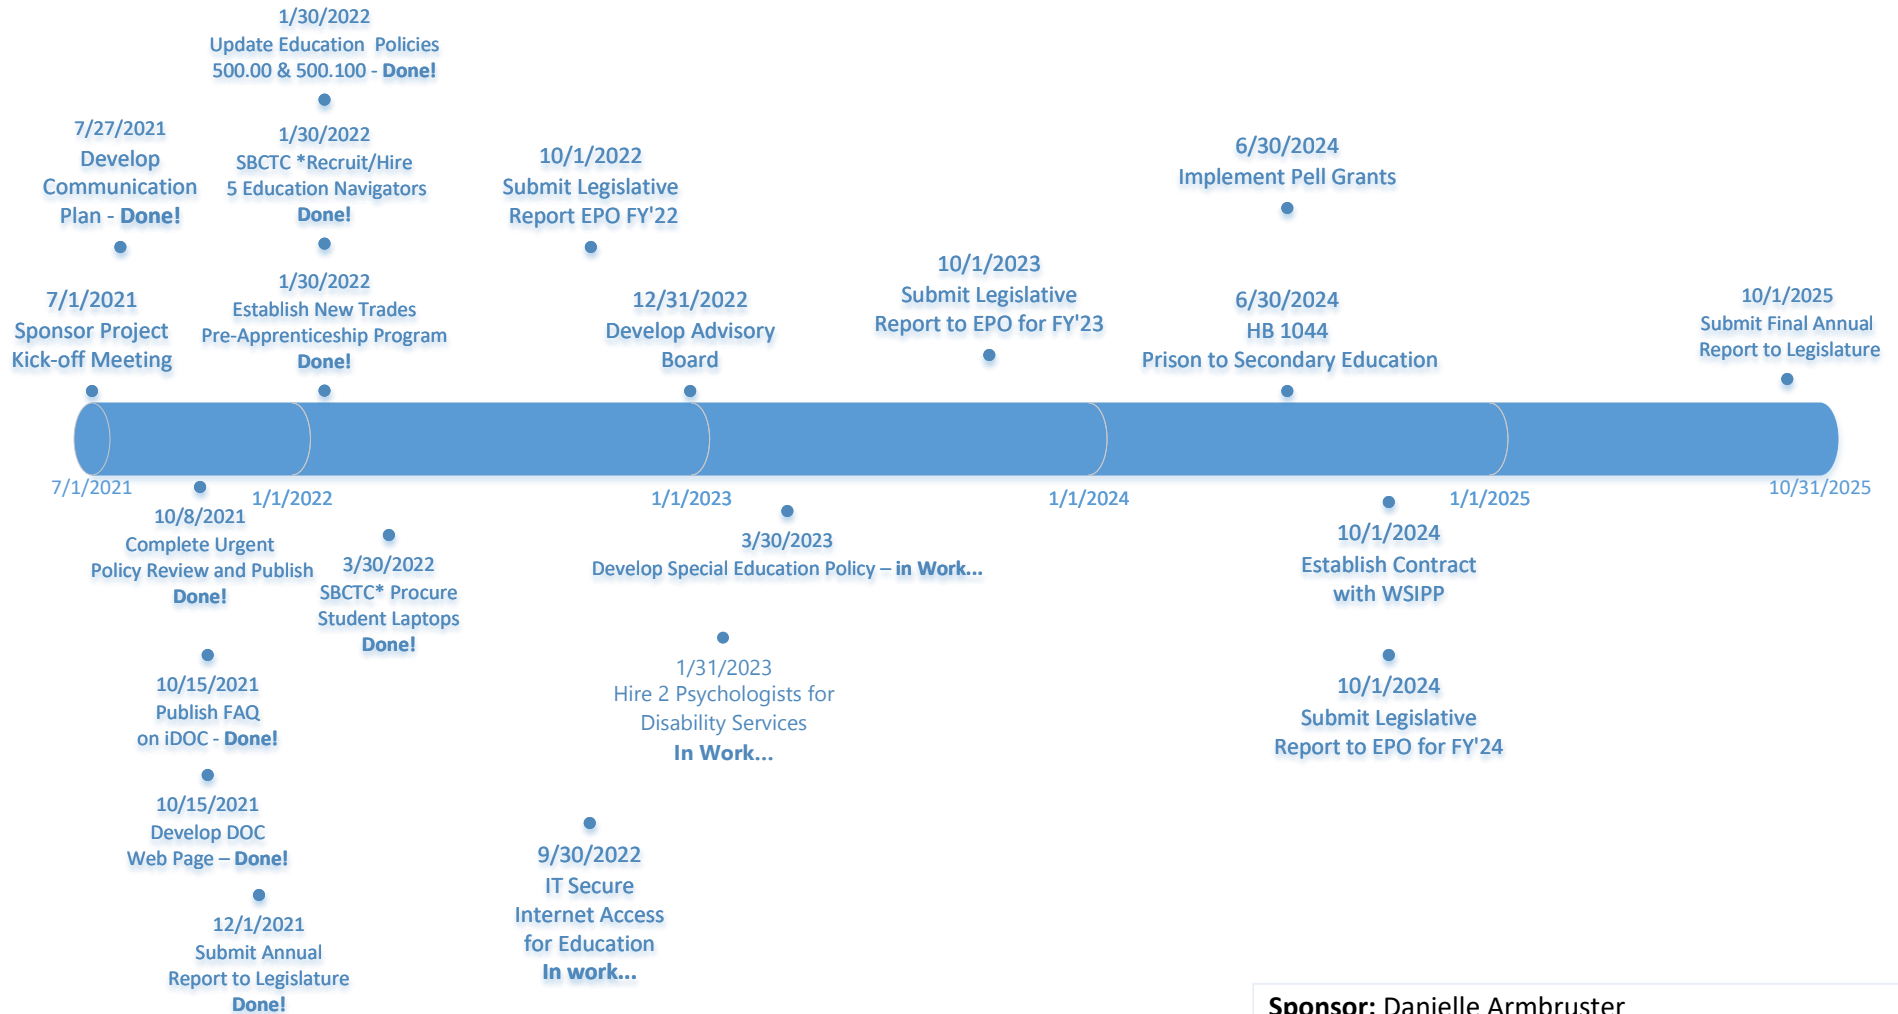 1/30/2022
Update Education Policies
500.00 & 500.100 - Done!
7/27/2021
Develop
Communication
Plan - Done!
1/30/2022
SBCTC *Recruit/Hire
5 Education Navigators
Done!
10/1/2022
Submit Legislative
Report EPO FY'22
6/30/2024
Implement Pell Grants
7/1/2021
Sponsor Project
Kick-off Meeting
1/30/2022
Establish New Trades
Pre-Apprenticeship Program
Done!
12/31/2022
Develop Advisory
Board
10/1/2023
Submit Legislative
Report to EPO for FY'23
6/30/2024
HB 1044
Prison to Secondary Education
10/1/2025
Submit Final Annual
Report to Legislature
7/1/2021
1/1/2022
1/1/2023
1/1/2024
1/1/2025
10/31/2025
10/8/2021
Complete Urgent
Policy Review and Publish
Done!
3/30/2022
SBCTC* Procure
Student Laptops
Done!
3/30/2023
Develop Special Education Policy – in Work...
10/1/2024
Establish Contract
with WSIPP
10/15/2021
Publish FAQ
on iDOC - Done!
1/31/2023
Hire 2 Psychologists for
Disability Services
In Work...
10/1/2024
Submit Legislative
Report to EPO for FY'24
10/15/2021
Develop DOC
Web Page – Done!
9/30/2022
IT Secure
Internet Access
for Education
In work...
12/1/2021
Submit Annual
Report to Legislature
Done!
Sponsor: Danielle Armbruster